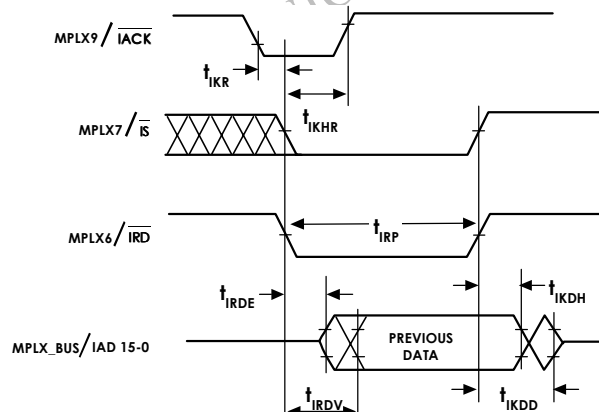 MPLX9/IACK
tIKR
tIKHR
MPLX7/IS
tIRP
MPLX6/IRD
tIRDE
tIKDH
MPLX_BUS/IAD 15-0
PREVIOUS
DATA
tIRDV
tIKDD